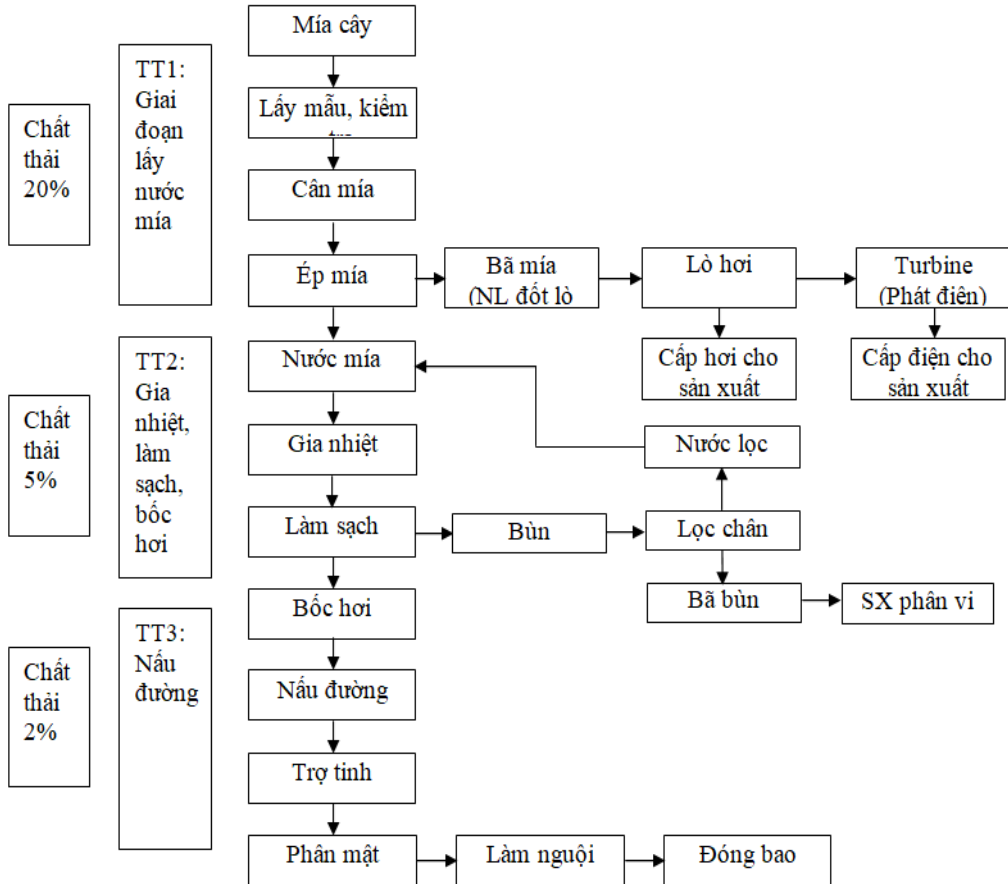 Mía cây
Chất
thải
20%
TT1:
Giai
đoạn
lấy
nước
mía
Lấy mẫu, kiểm
Cân mía
Ép mía
Bã mía
(NL đốt lò
Lò hơi
Turbine
(Phát điên)
Cấp hơi cho
sản xuất
Cấp điện cho
sản xuất
Chất
thải
5%
TT2:
Gia
nhiệt,
làm
sạch,
bốc
hơi
Nước mía
Gia nhiệt
Nước lọc
Làm sạch
Bùn
Lọc chân
Bã bùn
SX phân vi
Chất
thải
2%
TT3:
Nấu
đường
Bốc hơi
Nấu đường
Trợ tinh
Phân mật
Làm nguội
Đóng bao